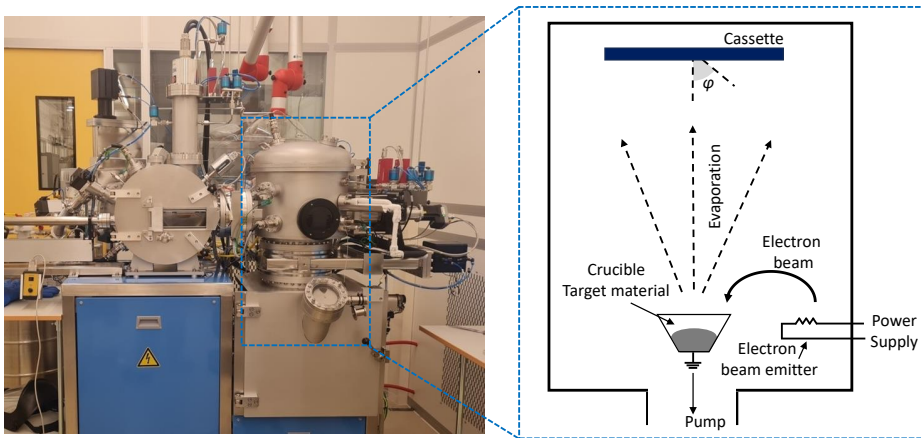 Cassette
φ
Evaporation
Electron
beam
Crucible
Target material
Power
Supply
Electron
beam emitter
Pump